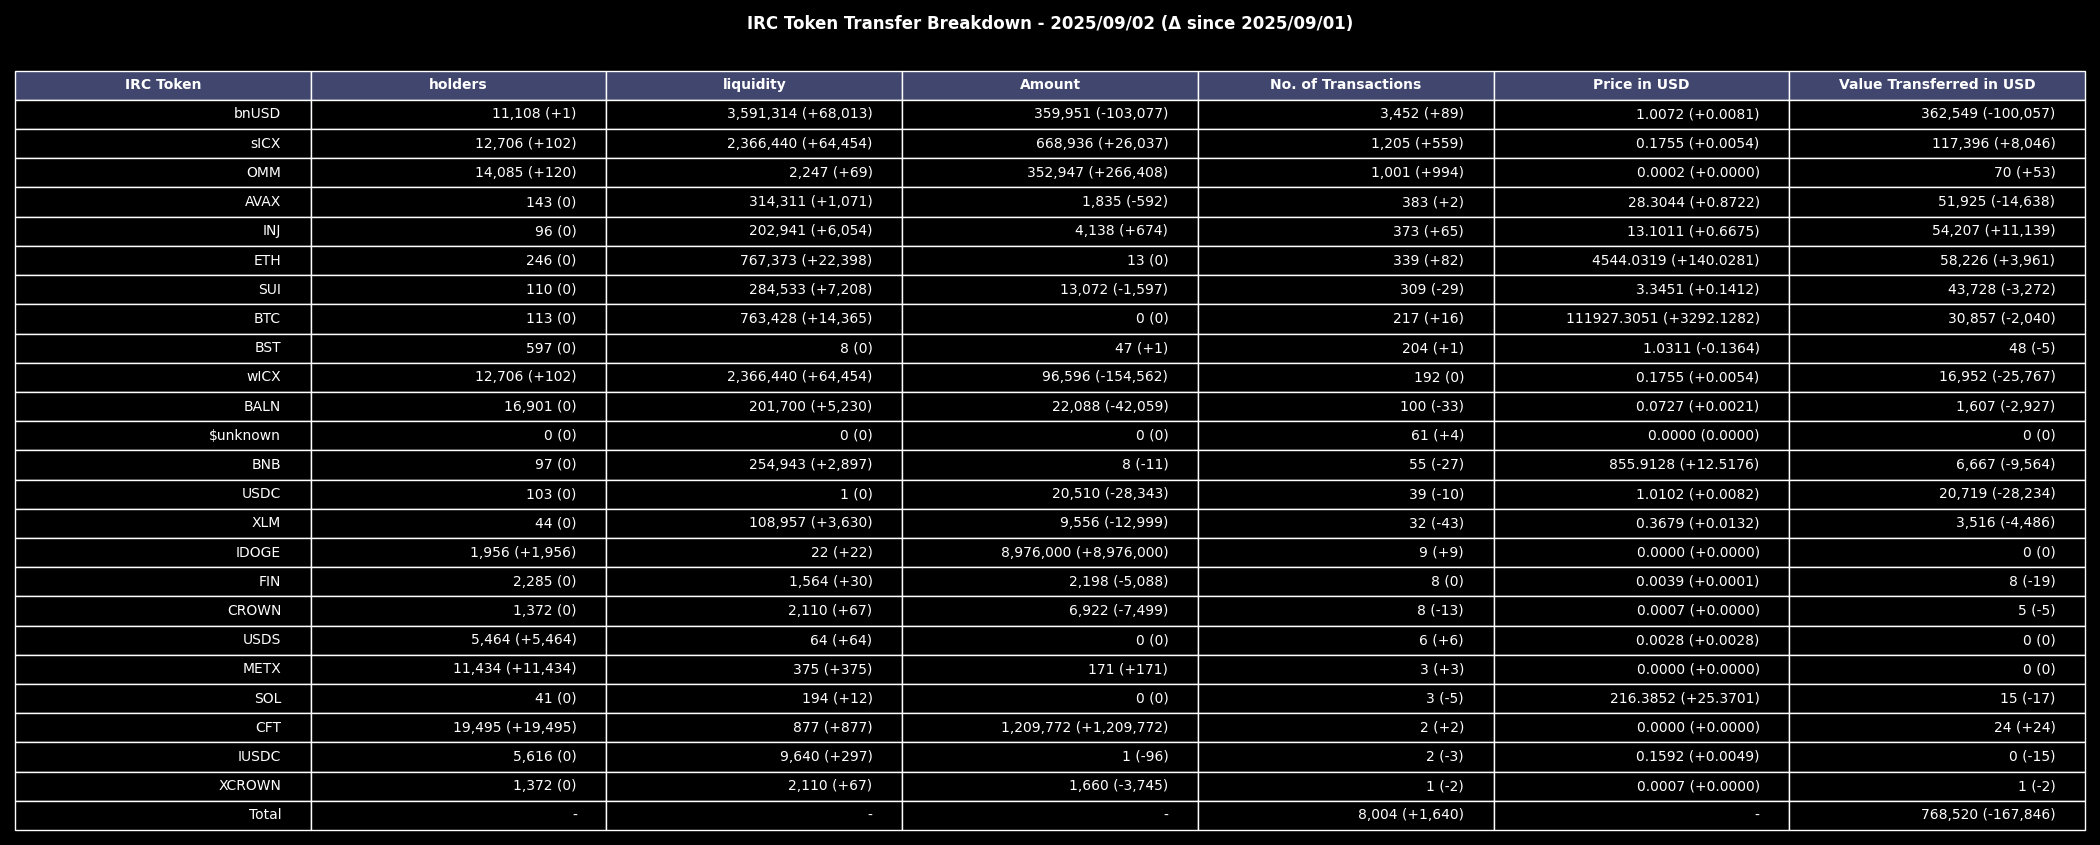 IRC Token Transfer Breakdown - 2025/09/02 (Δ since 2025/09/01)
IRC Token holders liquidity Amount No. of Transactions Price in USD Value Transferred in USD
bnUSD 11,108 (+1) 3,591,314 (+68,013) 359,951 (-103,077) 3,452 (+89) 1.0072 (+0.0081) 362,549 (-100,057)
sICX 12,706 (+102) 2,366,440 (+64,454) 668,936 (+26,037) 1,205 (+559) 0.1755 (+0.0054) 117,396 (+8,046)
OMM 14,085 (+120) 2,247 (+69) 352,947 (+266,408) 1,001 (+994) 0.0002 (+0.0000) 70 (+53)
AVAX 143 (0) 314,311 (+1,071) 1,835 (-592) 383 (+2) 28.3044 (+0.8722) 51,925 (-14,638)
INJ 96 (0) 202,941 (+6,054) 4,138 (+674) 373 (+65) 13.1011 (+0.6675) 54,207 (+11,139)
ETH 246 (0) 767,373 (+22,398) 13 (0) 339 (+82) 4544.0319 (+140.0281) 58,226 (+3,961)
SUI 110 (0) 284,533 (+7,208) 13,072 (-1,597) 309 (-29) 3.3451 (+0.1412) 43,728 (-3,272)
BTC 113 (0) 763,428 (+14,365) 0 (0) 217 (+16) 111927.3051 (+3292.1282) 30,857 (-2,040)
BST 597 (0) 8 (0) 47 (+1) 204 (+1) 1.0311 (-0.1364) 48 (-5)
wICX 12,706 (+102) 2,366,440 (+64,454) 96,596 (-154,562) 192 (0) 0.1755 (+0.0054) 16,952 (-25,767)
BALN 16,901 (0) 201,700 (+5,230) 22,088 (-42,059) 100 (-33) 0.0727 (+0.0021) 1,607 (-2,927)
$unknown 0 (0) 0 (0) 0 (0) 61 (+4) 0.0000 (0.0000) 0 (0)
BNB 97 (0) 254,943 (+2,897) 8 (-11) 55 (-27) 855.9128 (+12.5176) 6,667 (-9,564)
USDC 103 (0) 1 (0) 20,510 (-28,343) 39 (-10) 1.0102 (+0.0082) 20,719 (-28,234)
XLM 44 (0) 108,957 (+3,630) 9,556 (-12,999) 32 (-43) 0.3679 (+0.0132) 3,516 (-4,486)
IDOGE 1,956 (+1,956) 22 (+22) 8,976,000 (+8,976,000) 9 (+9) 0.0000 (+0.0000) 0 (0)
FIN 2,285 (0) 1,564 (+30) 2,198 (-5,088) 8 (0) 0.0039 (+0.0001) 8 (-19)
CROWN 1,372 (0) 2,110 (+67) 6,922 (-7,499) 8 (-13) 0.0007 (+0.0000) 5 (-5)
USDS 5,464 (+5,464) 64 (+64) 0 (0) 6 (+6) 0.0028 (+0.0028) 0 (0)
METX 11,434 (+11,434) 375 (+375) 171 (+171) 3 (+3) 0.0000 (+0.0000) 0 (0)
SOL 41 (0) 194 (+12) 0 (0) 3 (-5) 216.3852 (+25.3701) 15 (-17)
CFT 19,495 (+19,495) 877 (+877) 1,209,772 (+1,209,772) 2 (+2) 0.0000 (+0.0000) 24 (+24)
IUSDC 5,616 (0) 9,640 (+297) 1 (-96) 2 (-3) 0.1592 (+0.0049) 0 (-15)
XCROWN 1,372 (0) 2,110 (+67) 1,660 (-3,745) 1 (-2) 0.0007 (+0.0000) 1 (-2)
Total - - - 8,004 (+1,640) - 768,520 (-167,846)